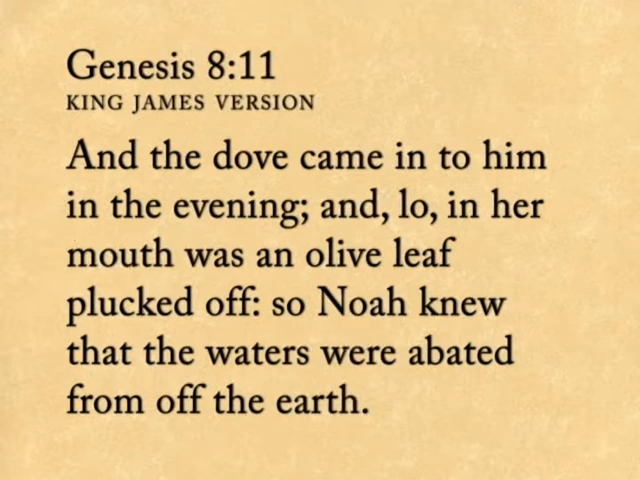 Genesis 8:11
KING JAMES VERSION
And the dove came in to him
in the evening; and, lo, in her
mouth was an olive leaf
plucked off: so Noah knew
that the waters were abated
from off the earth.